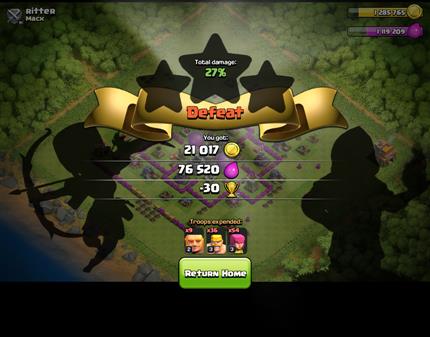 Ritter
Macx
1 285 765
1 119 209
Total damage:
27%
Defeat
You got:
21 017
76 520
-30
Troops expended:
x9 x36 x54
2 3 3
Return Home